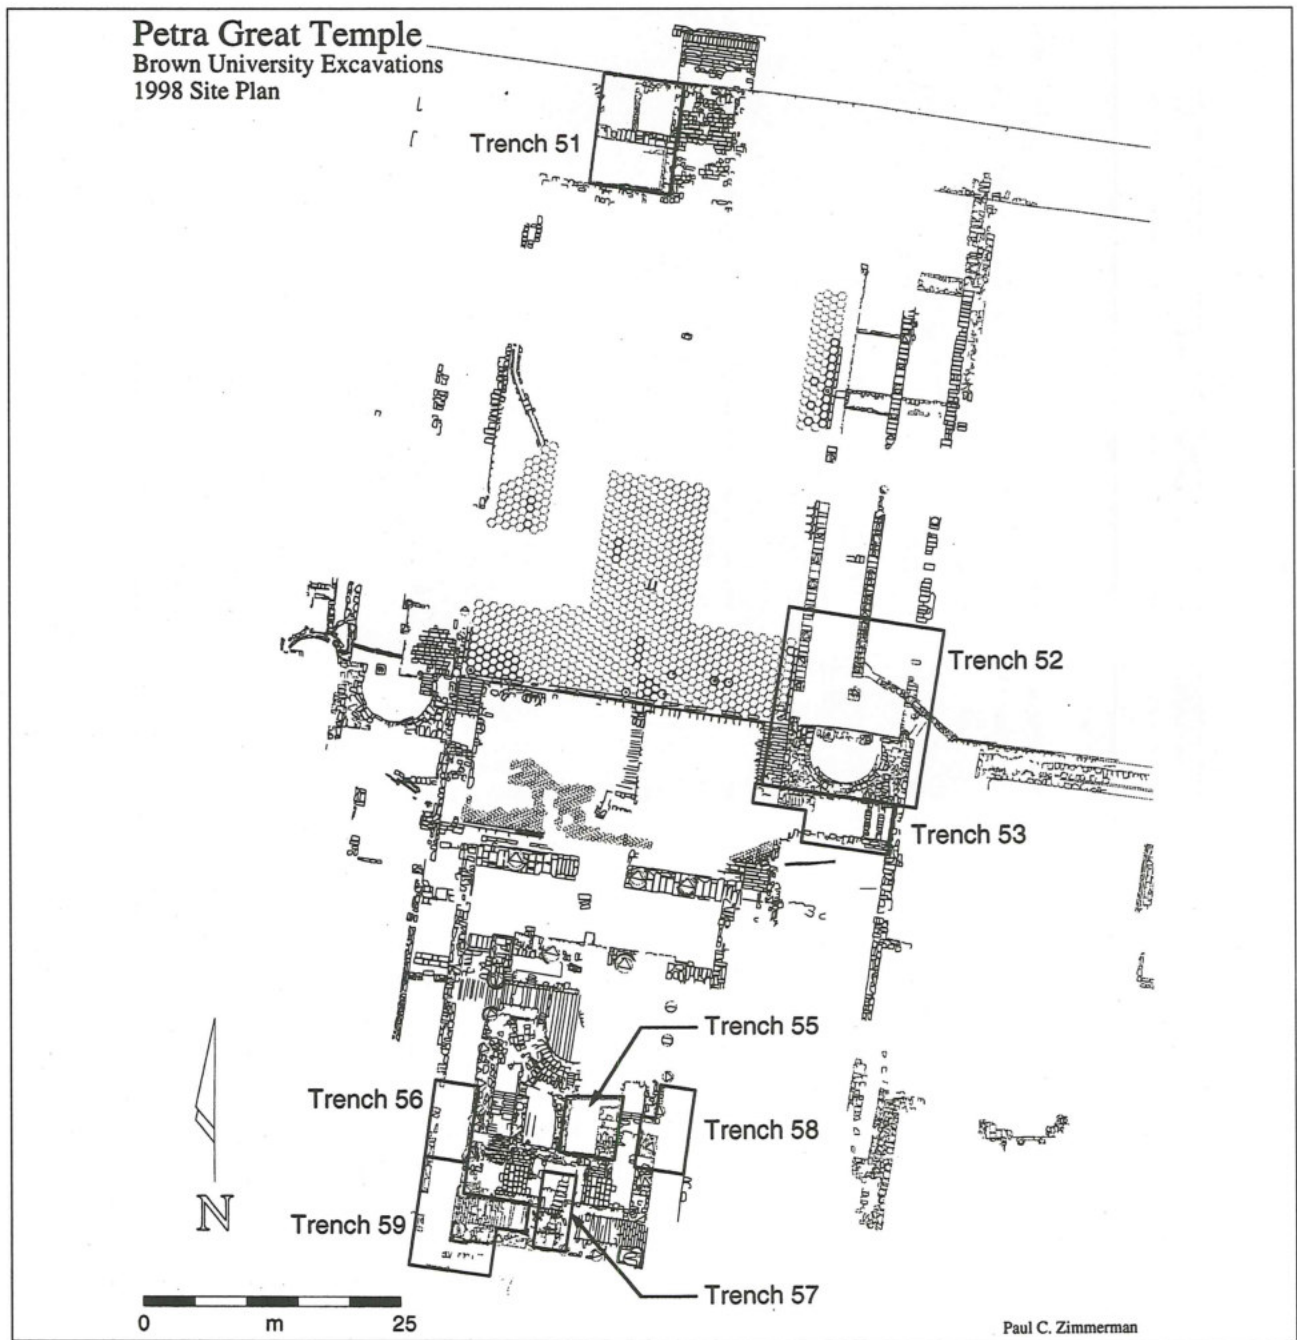 Petra Great Temple
Brown University Excavations
1998 Site Plan
Trench 51
Trench 52
Trench 53
Trench 55
Trench 56
Trench 58
Trench 59
Trench 57
N
0 m 25
Paul C. Zimmerman